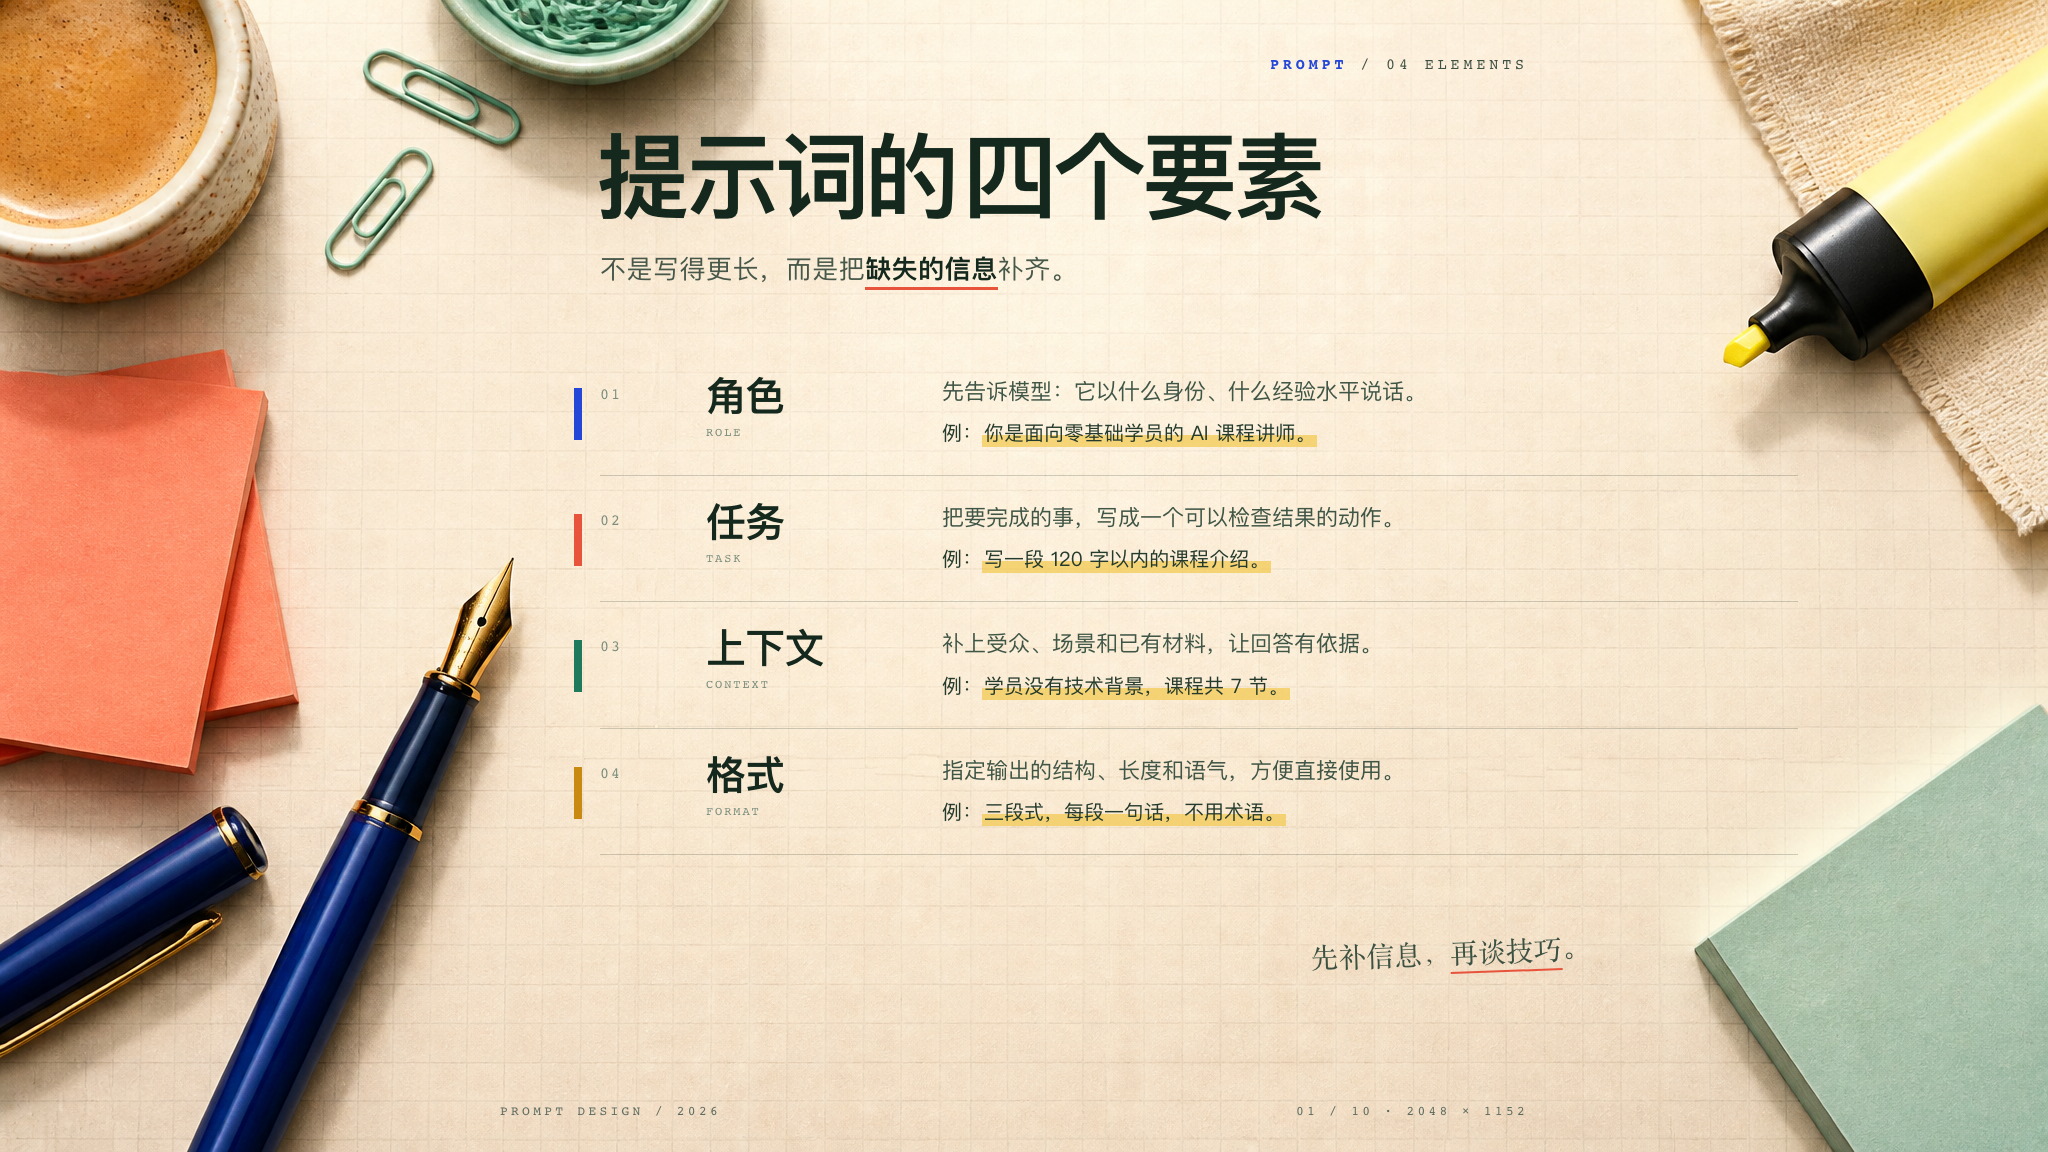 PROMPT / 04 ELEMENTS
提示词的四个要素
不是写得更长，而是把缺失的信息补齐。
01
角色
ROLE
先告诉模型：它以什么身份、什么经验水平说话。
例：你是面向零基础学员的 AI 课程讲师。
02
任务
TASK
把要完成的事，写成一个可以检查结果的动作。
例：写一段 120 字以内的课程介绍。
03
上下文
CONTEXT
补上受众、场景和已有材料，让回答有依据。
例：学员没有技术背景，课程共 7 节。
04
格式
FORMAT
指定输出的结构、长度和语气，方便直接使用。
例：三段式，每段一句话，不用术语。
先补信息，再谈技巧。
PROMPT DESIGN / 2026
01 / 10 · 2048 × 1152